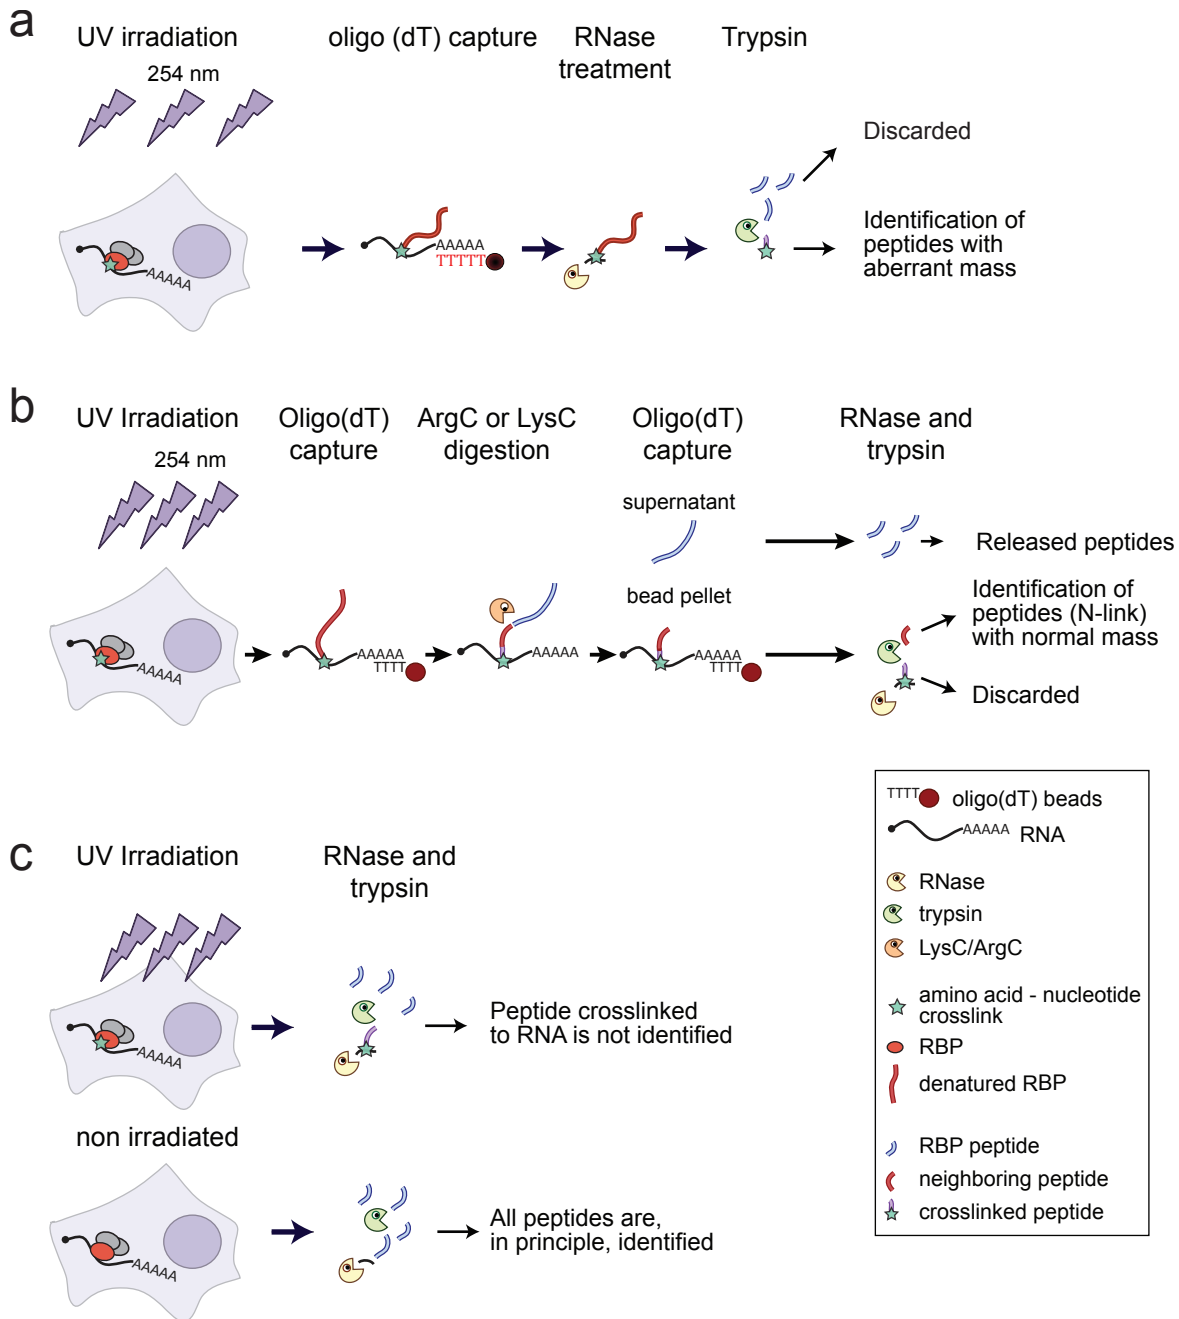 a
UV irradiation
oligo (dT) capture
RNase
treatment
Trypsin
254 nm
Discarded
AAAAA
TTTTT
AAAAA
Identification of
peptides with
aberrant mass
b
UV Irradiation
Oligo(dT)
capture
ArgC or LysC
digestion
Oligo(dT)
capture
RNase and
trypsin
254 nm
supernatant
Released peptides
bead pellet
Identification of
peptides (N-link)
with normal mass
AAAAA
AAAAA
TTTT
AAAAA
AAAAA
TTTT
Discarded
c
UV Irradiation
RNase and
trypsin
AAAAA
Peptide crosslinked
to RNA is not identified
non irradiated
AAAAA
All peptides are,
in principle, identified
TTTT
oligo(dT) beads
AAAAA
RNA
RNase
trypsin
LysC/ArgC
amino acid - nucleotide
crosslink
RBP
denatured RBP
RBP peptide
neighboring peptide
crosslinked peptide